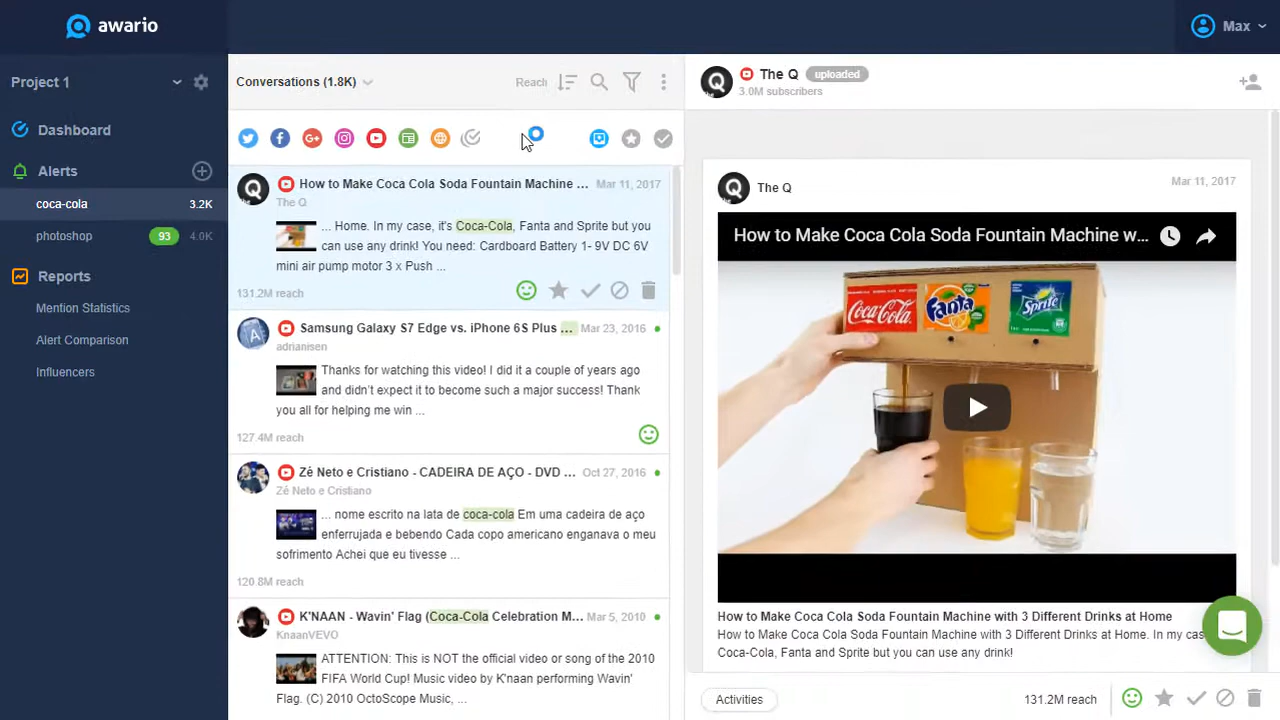 awario
Max
Project 1
Dashboard
Alerts
coca-cola 3.2K
photoshop 93 4.0K
Reports
Mention Statistics
Alert Comparison
Influencers
Conversations (1.8K)
Reach
How to Make Coca Cola Soda Fountain Machine ... Mar 11, 2017
The Q
... Home. In my case, it's Coca-Cola, Fanta and Sprite but you
can use any drink! You need: Cardboard Battery 1- 9V DC 6V
mini air pump motor 3 x Push ...
131.2M reach
Samsung Galaxy S7 Edge vs. iPhone 6S Plus ... Mar 23, 2016
adrianisen
Thanks for watching this video! I did it a couple of years ago
and didn't expect it to become such a major success! Thank
you all for helping me win ...
127.4M reach
Zé Neto e Cristiano - CADEIRA DE AÇO - DVD ... Oct 27, 2016
Zé Neto e Cristiano
... nome escrito na lata de coca-cola Em uma cadeira de aço
enferrujada e bebendo Cada copo americano enganava o meu
sofrimento Achei que eu tivesse ...
120.8M reach
K'NAAN - Wavin' Flag (Coca-Cola Celebration M... Mar 5, 2010
KnaanVEVO
ATTENTION: This is NOT the official video or song of the 2010
FIFA World Cup! Music video by K'naan performing Wavin'
Flag. (C) 2010 OctoScope Music, ...
The Q uploaded
3.0M subscribers
The Q
Mar 11, 2017
How to Make Coca Cola Soda Fountain Machine w...
Coca-Cola
Fanta
Sprite
How to Make Coca Cola Soda Fountain Machine with 3 Different Drinks at Home
How to Make Coca Cola Soda Fountain Machine with 3 Different Drinks at Home. In my cas
Coca-Cola, Fanta and Sprite but you can use any drink!
Activities
131.2M reach